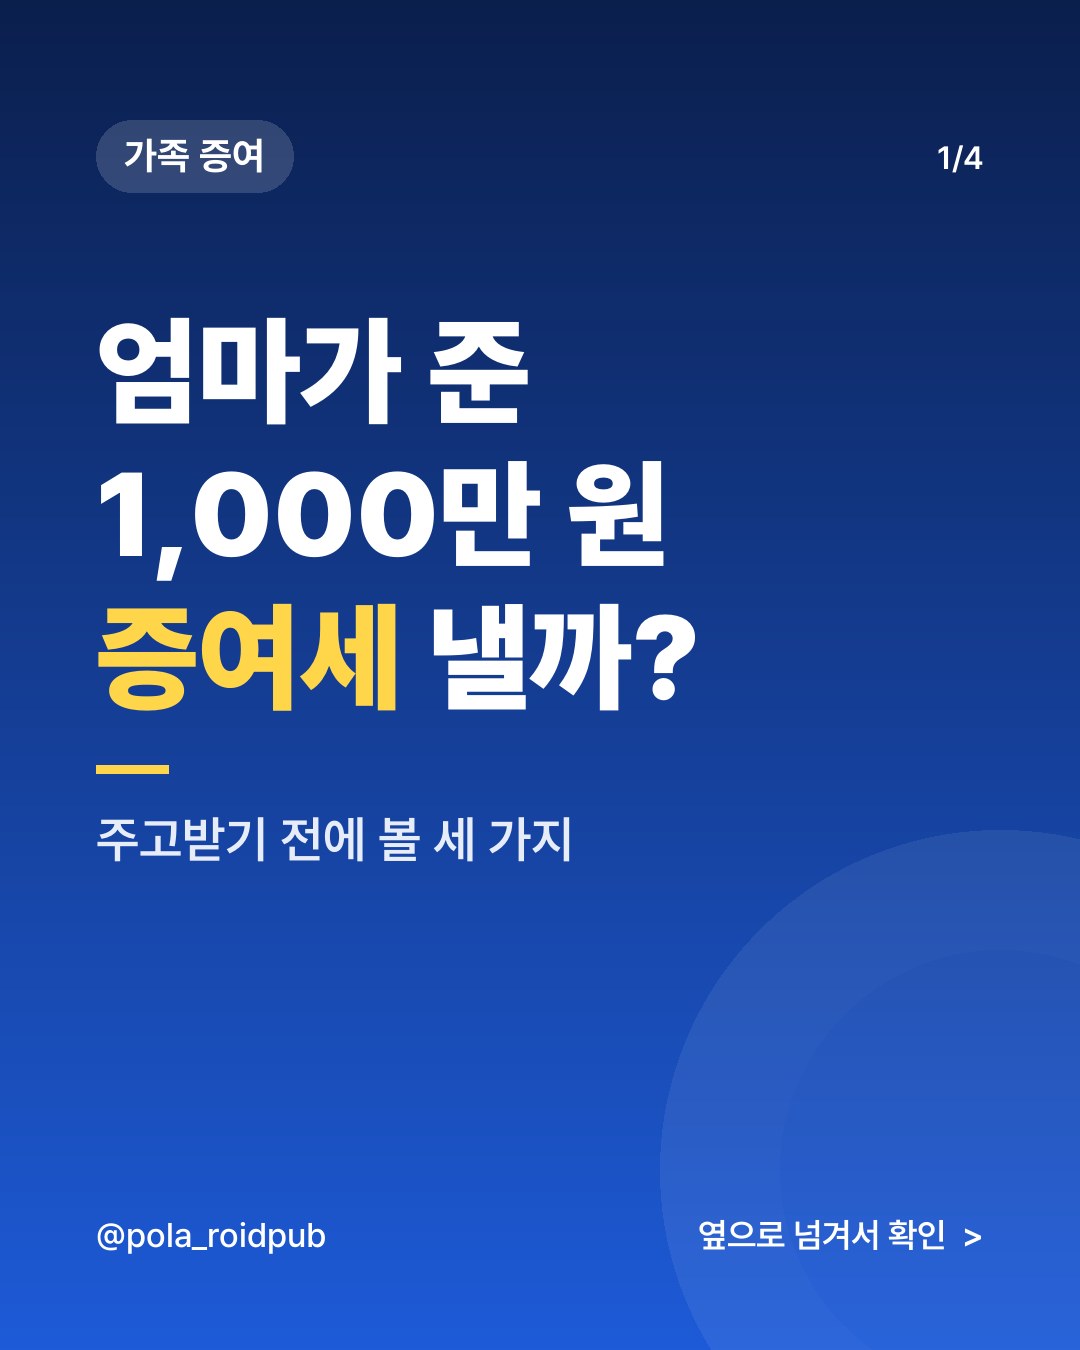 가족 증여
1/4
엄마가 준
1,000만 원
증여세 낼까?
주고받기 전에 볼 세 가지
@pola_roidpub
옆으로 넘겨서 확인 >